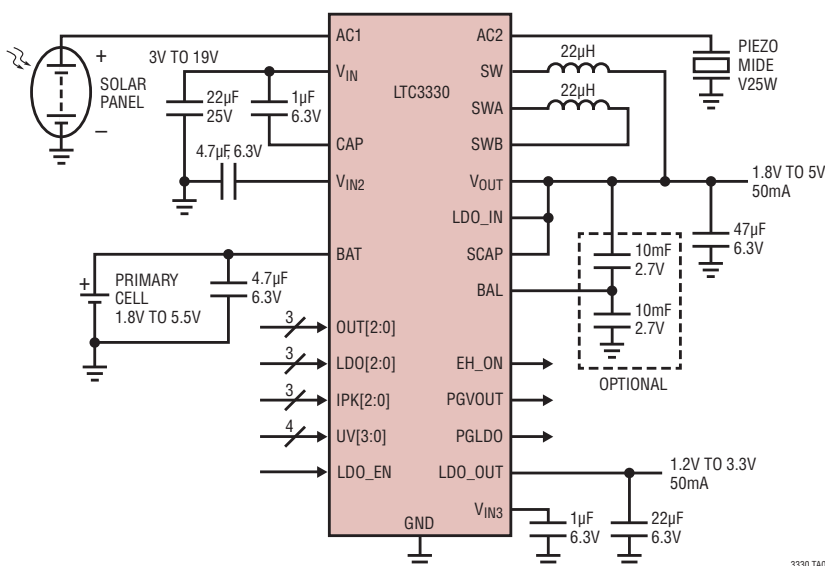 AC1
AC2
3V TO 19V
VIN
SW
22µH
PIEZO
MIDE
V25W
+
SOLAR
PANEL
–
22µF
25V
1µF
6.3V
LTC3330
SWA
22µH
CAP
SWB
4.7µF, 6.3V
VIN2
VOUT
1.8V TO 5V
50mA
LDO_IN
47µF
6.3V
BAT
SCAP
10mF
2.7V
+
PRIMARY
CELL
1.8V TO 5.5V
4.7µF
6.3V
BAL
10mF
2.7V
OPTIONAL
3
OUT[2:0]
3
LDO[2:0]
EH_ON
3
IPK[2:0]
PGVOUT
4
UV[3:0]
PGLDO
LDO_EN
LDO_OUT
1.2V TO 3.3V
50mA
VIN3
1µF
6.3V
22µF
6.3V
GND